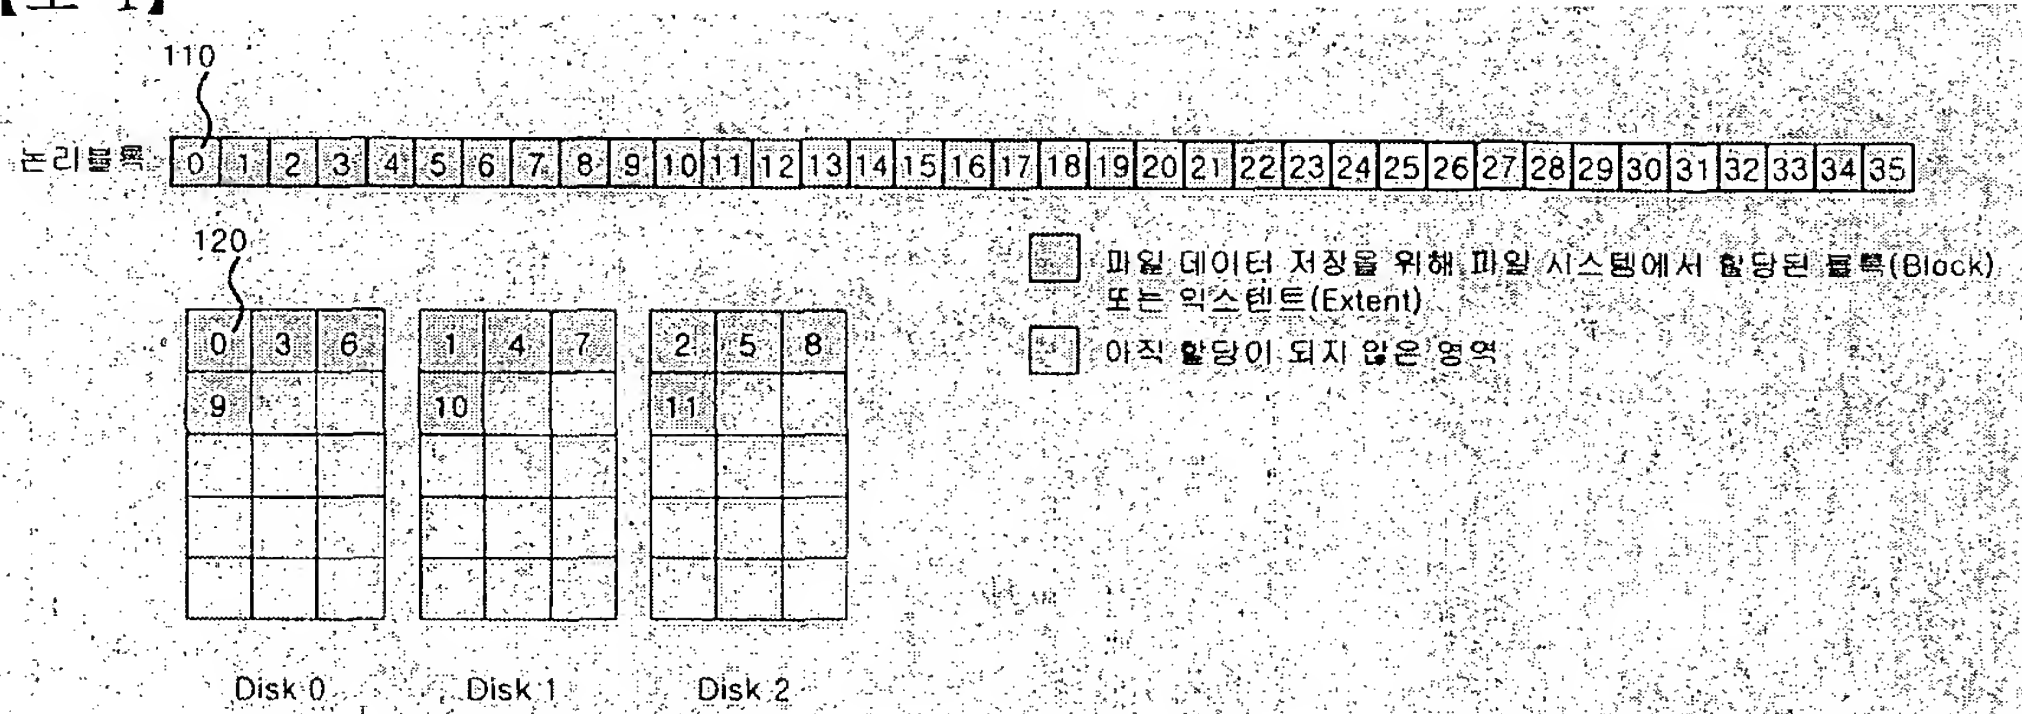 110
논리블록 0 1 2 3 4 5 6 7 8 9 10 11 12 13 14 15 16 17 18 19 20 21 22 23 24 25 26 27 28 29 30 31 32 33 34 35
120
파일 데이터 저장을 위해 파일 시스템에서 할당된 블록(Block)
또는 익스텐트(Extent)
아직 할당이 되지 않은 영역
0 3 6 1 4 7 2 5 8
9 10 11
Disk 0 Disk 1 Disk 2